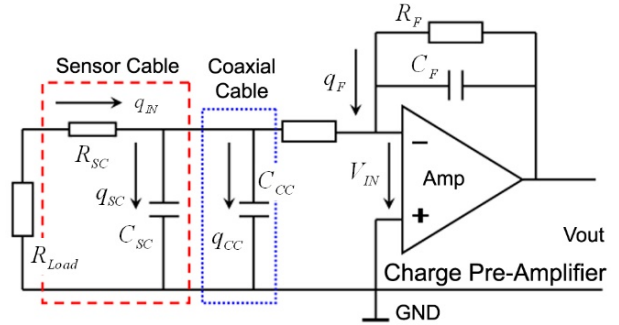 R_F
Sensor Cable
Coaxial
Cable
q_F
C_F
q_IN
R_SC
−
V_IN
Amp
q_SC
C_CC
+
C_SC
q_CC
R_Load
Vout
Charge Pre-Amplifier
GND